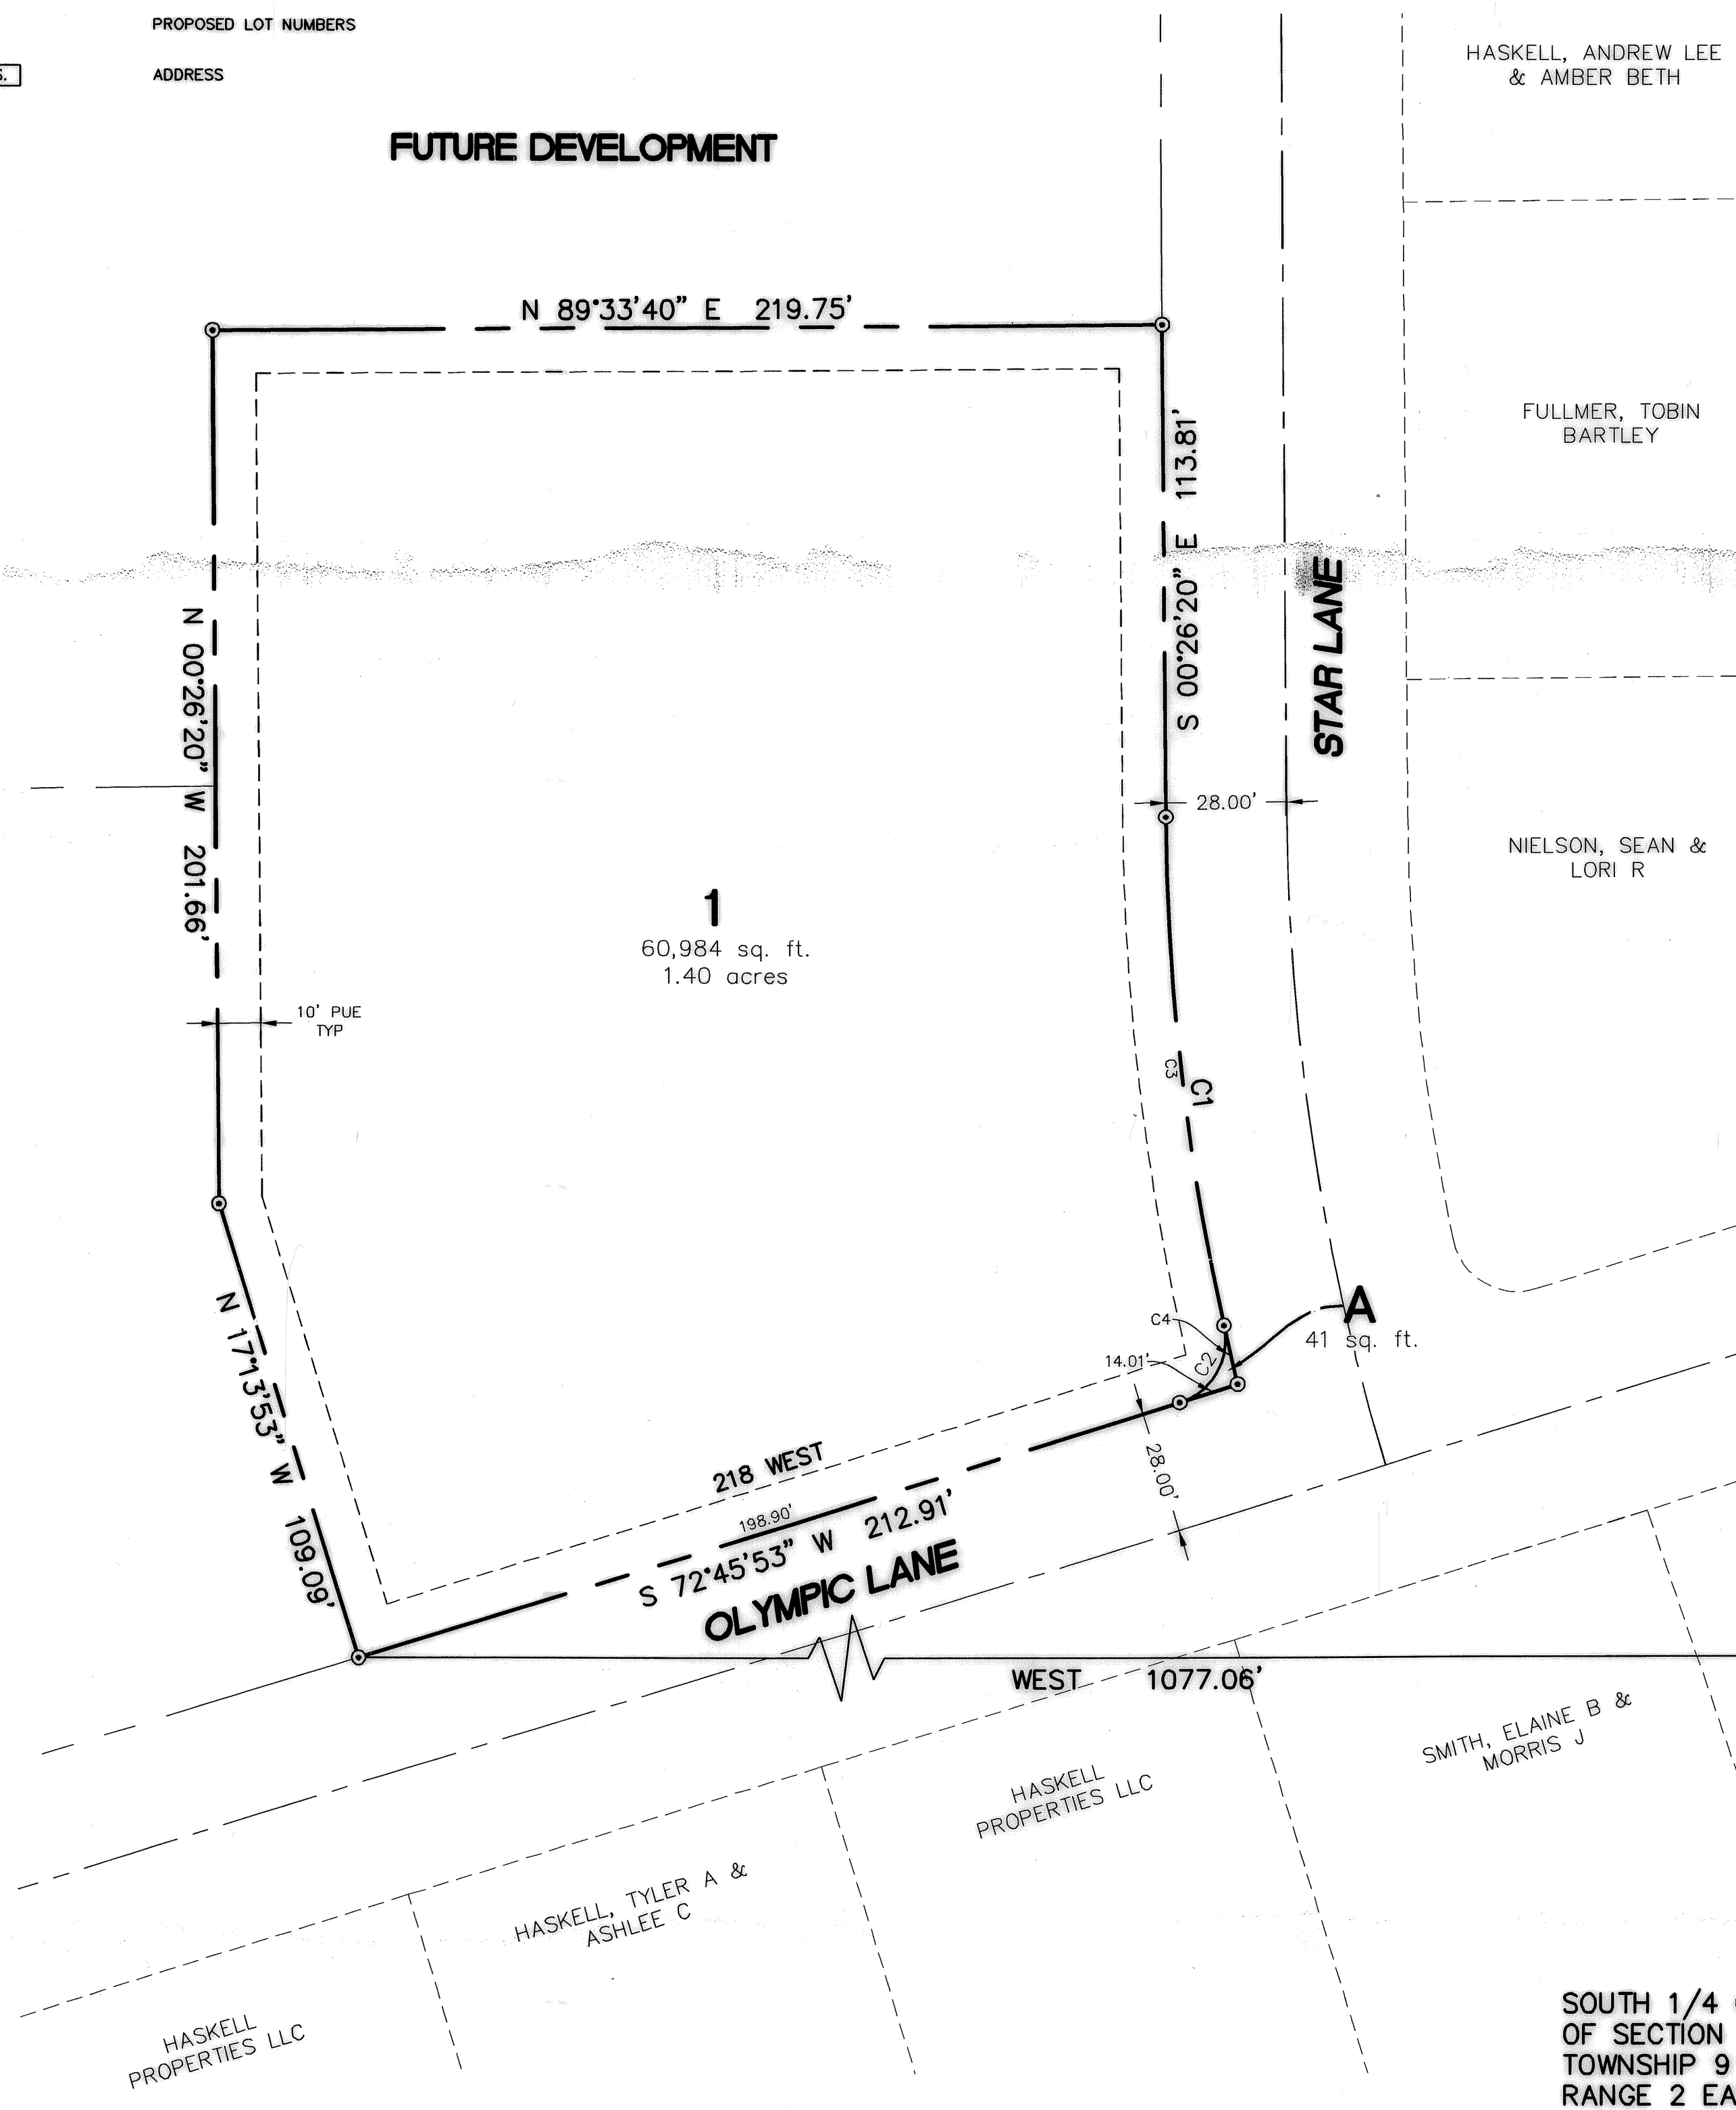 PROPOSED LOT NUMBERS
ADDRESS
FUTURE DEVELOPMENT
HASKELL, ANDREW LEE
& AMBER BETH
N 89°33'40" E 219.75'
FULLMER, TOBIN
BARTLEY
S 00°26'20" E 113.81'
STAR LANE
N 00°26'20" W 201.66'
28.00'
NIELSON, SEAN &
LORI R
1
60,984 sq. ft.
1.40 acres
10' PUE
TYP
C3
C1
A
41 sq. ft.
C4
C2
14.01'
N 17°13'53" W 109.09'
218 WEST
28.00'
198.90'
S 72°45'53" W 212.91'
OLYMPIC LANE
WEST 1077.06'
SMITH, ELAINE B &
MORRIS J
HASKELL
PROPERTIES LLC
HASKELL, TYLER A &
ASHLEE C
HASKELL
PROPERTIES LLC
SOUTH 1/4
OF SECTION
TOWNSHIP 9
RANGE 2 EA